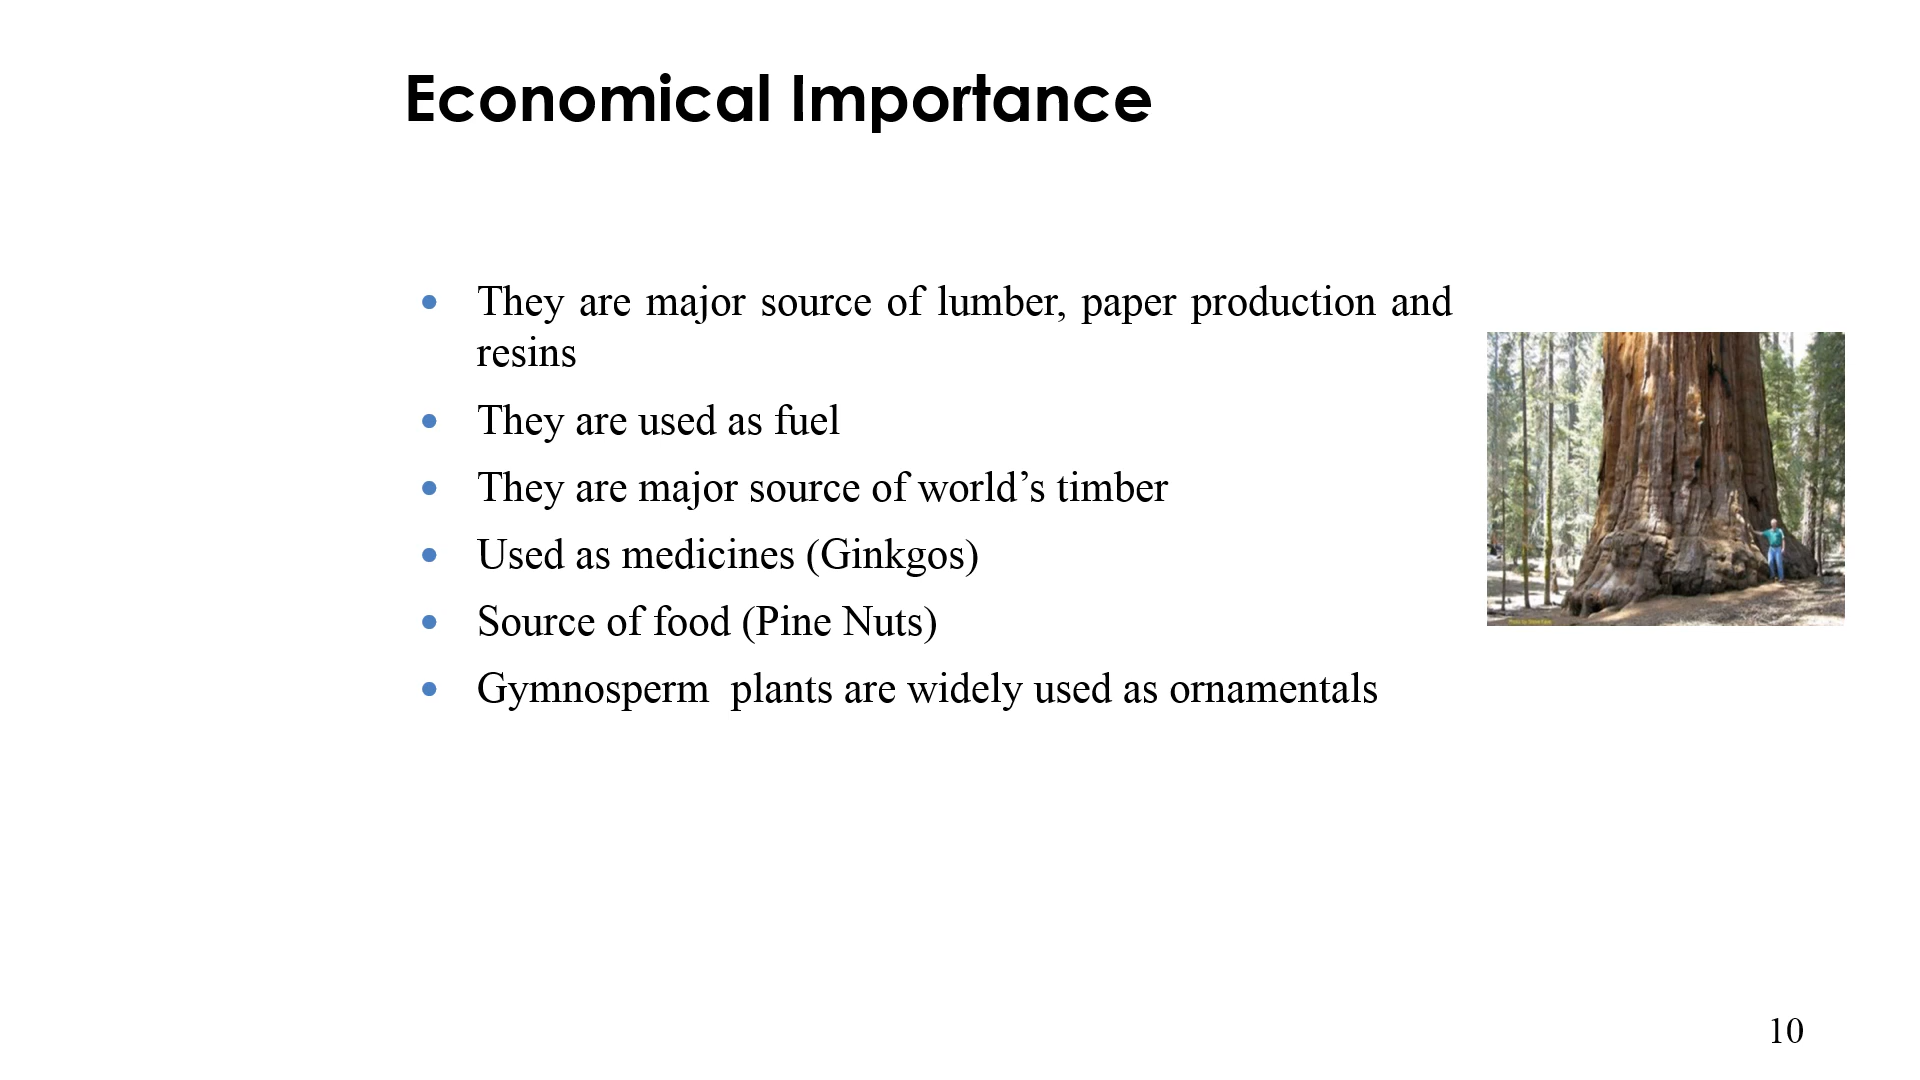 Economical Importance
• They are major source of lumber, paper production and
resins
• They are used as fuel
• They are major source of world’s timber
• Used as medicines (Ginkgos)
• Source of food (Pine Nuts)
• Gymnosperm  plants are widely used as ornamentals
10